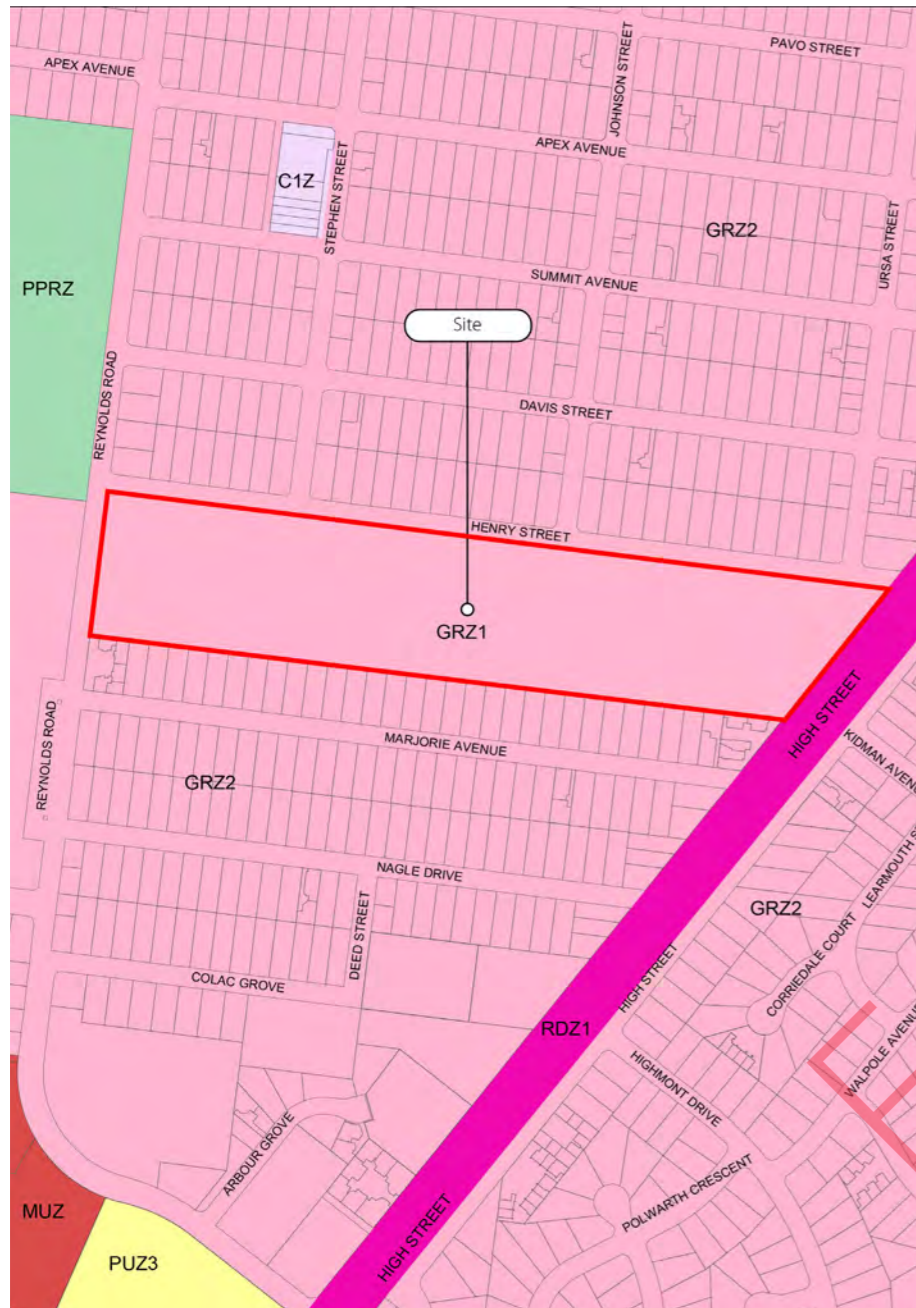 PAVO STREET
APEX AVENUE
JOHNSON STREET
APEX AVENUE
C1Z
STEPHEN STREET
GRZ2
URSA STREET
SUMMIT AVENUE
PPRZ
Site
REYNOLDS ROAD
DAVIS STREET
HENRY STREET
GRZ1
HIGH STREET
MARJORIE AVENUE
KIDMAN AVENU
REYNOLDS ROAD
GRZ2
LEARMOUTH S
NAGLE DRIVE
GRZ2
DEED STREET
CORRIEDALE COURT
COLAC GROVE
HIGH STREET
RDZ1
WALPOLE AVENUE
HIGHMONT DRIVE
ARBOUR GROVE
POLWARTH CRESCENT
MUZ
HIGH STREET
PUZ3